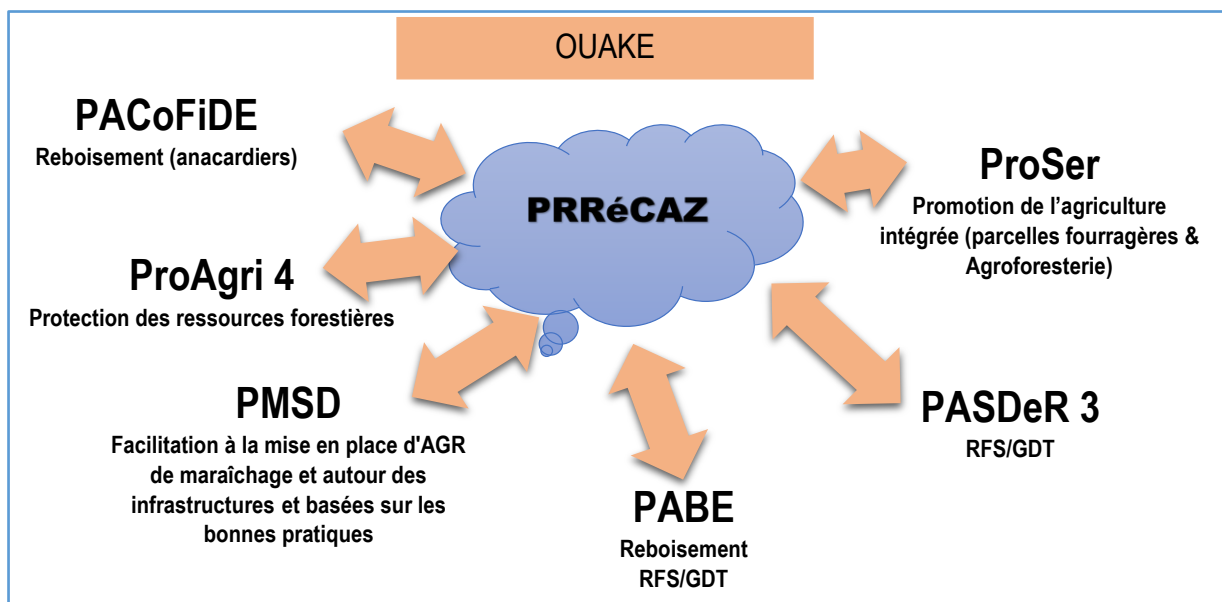 OUAKE
PACoFiDE
Reboisement (anacardiers)
PRRéCAZ
ProSer
Promotion de l’agriculture
intégrée (parcelles fourragères &
Agroforesterie)
ProAgri 4
Protection des ressources forestières
PMSD
Facilitation à la mise en place d'AGR
de maraîchage et autour des
infrastructures et basées sur les
bonnes pratiques
PABE
Reboisement
RFS/GDT
PASDeR 3
RFS/GDT